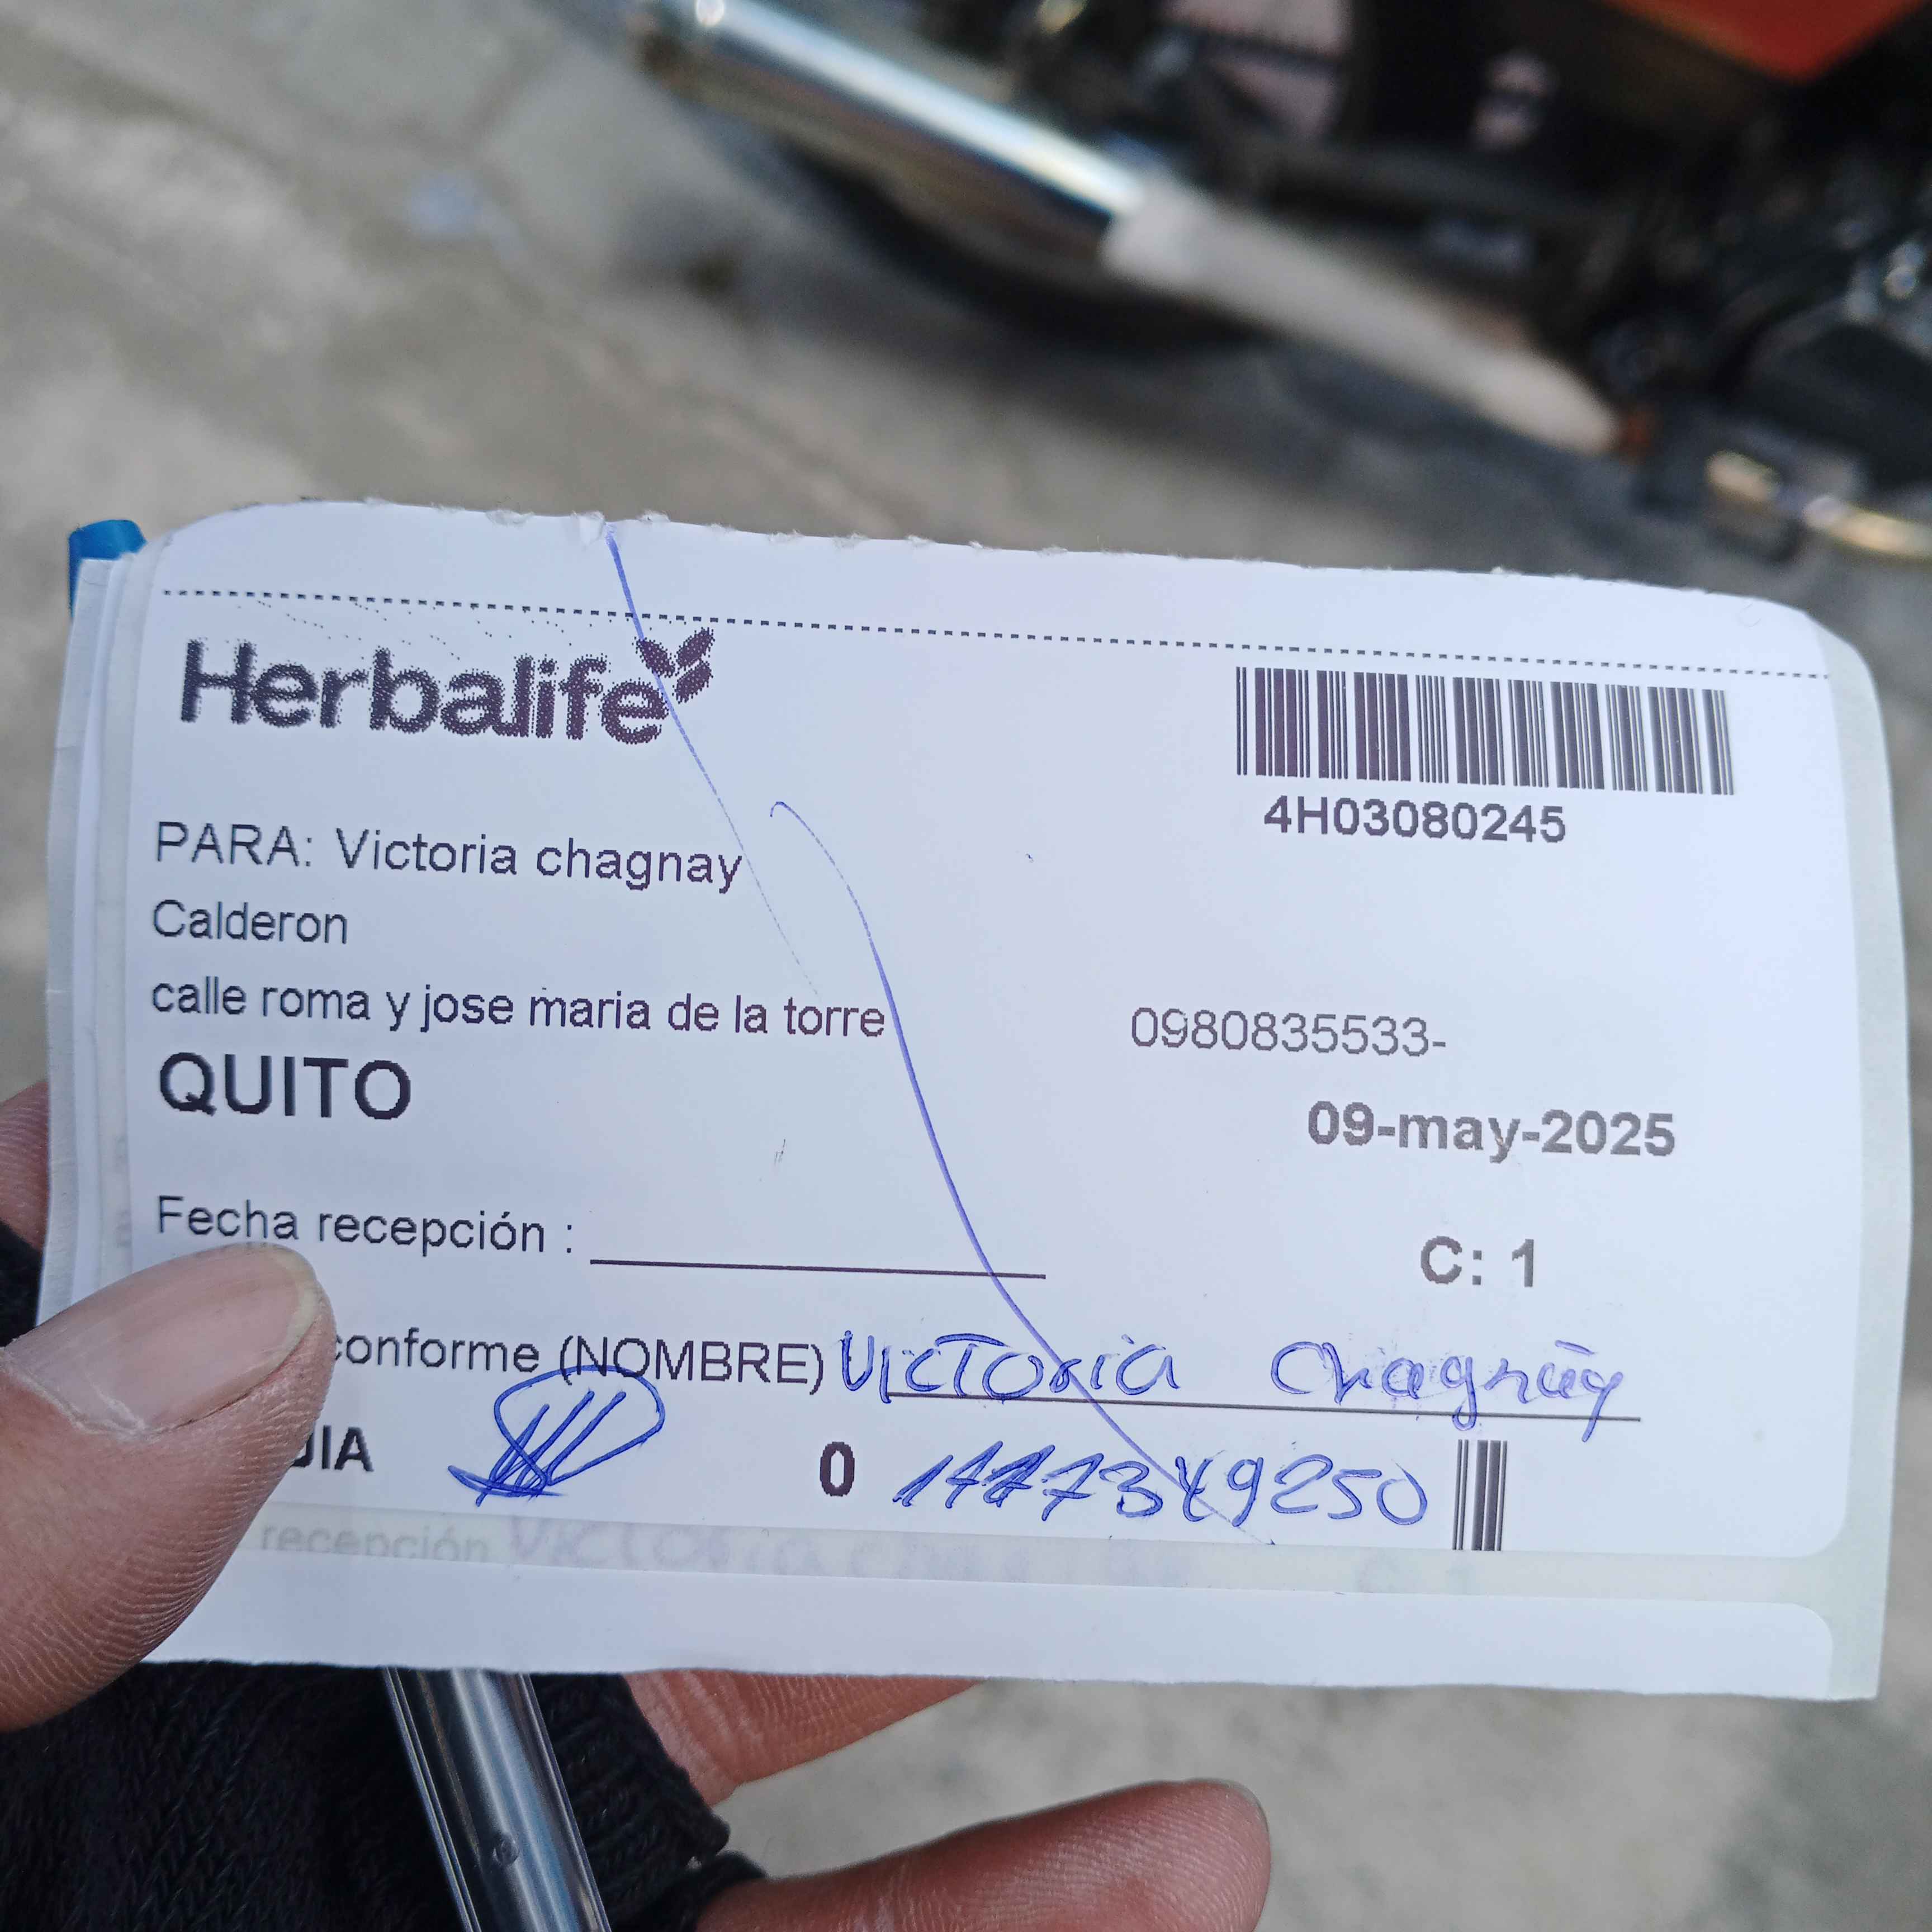 Herbalife
4H03080245
PARA: Victoria chagnay
Calderon
calle roma y jose maria de la torre
0980835533-
QUITO
09-may-2025
Fecha recepción :
C: 1
conforme (NOMBRE) Victoria Chagnay
0
recepción